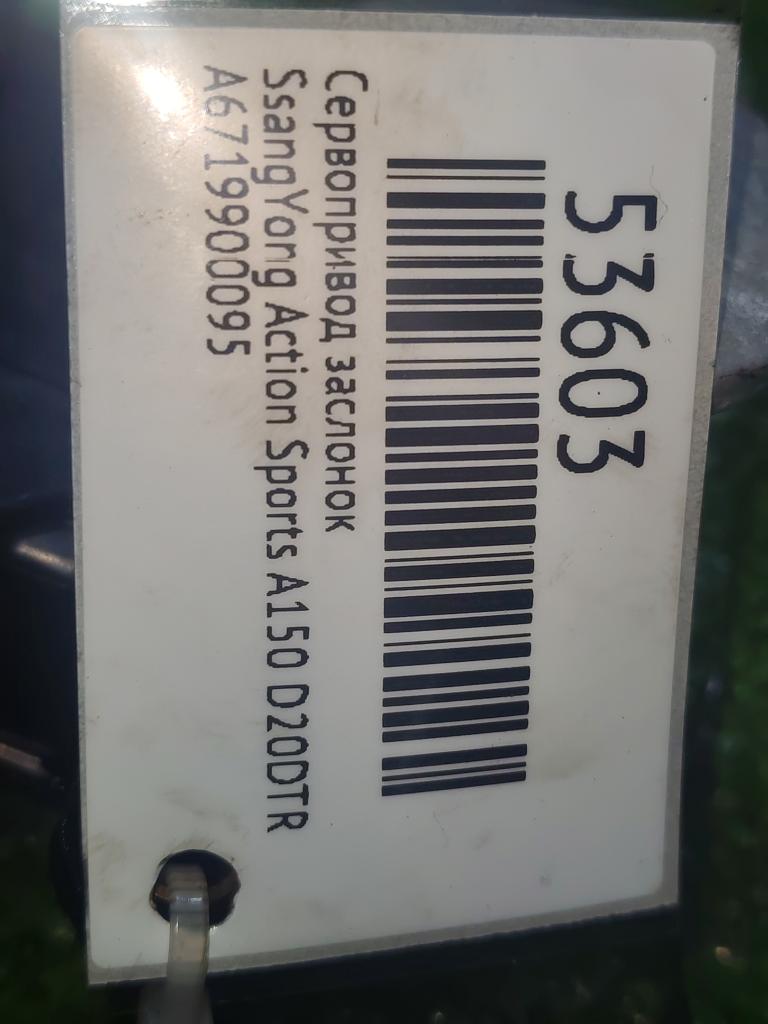 53603
Сервопривод заслонок
SsangYong Action Sports A150 D20DTR
A6719900095